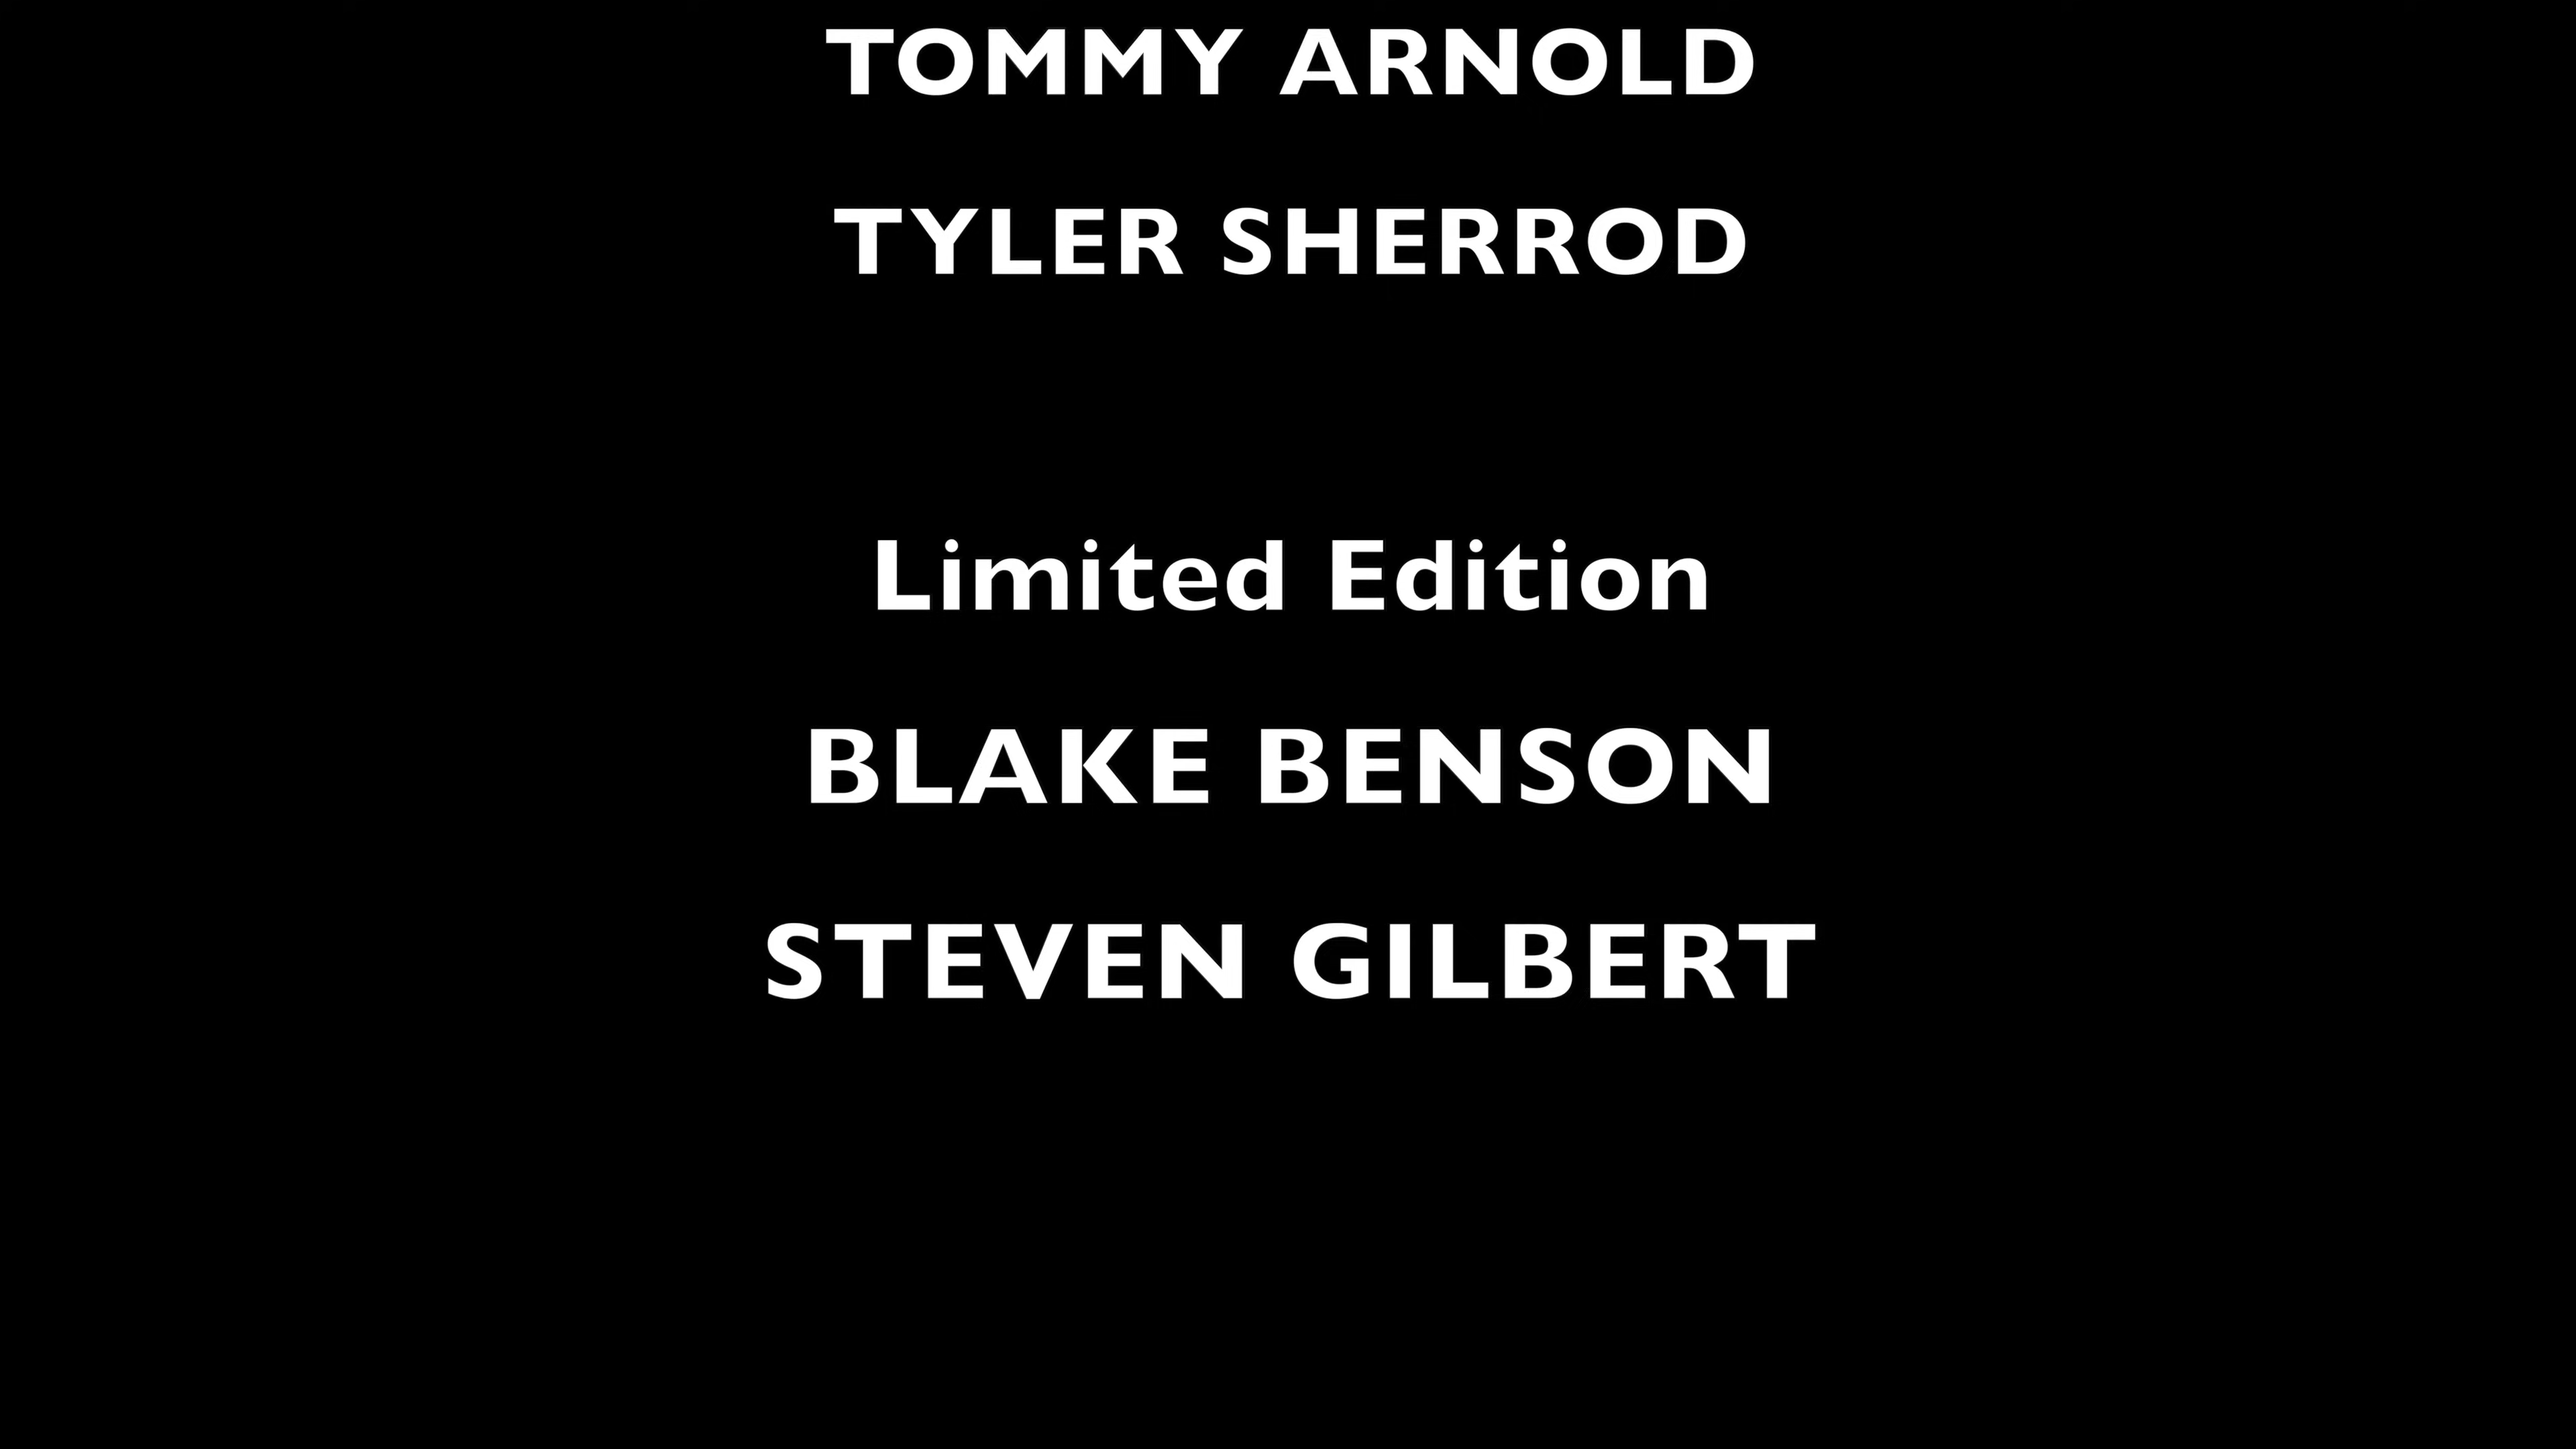 TOMMY ARNOLD
TYLER SHERROD
Limited Edition
BLAKE BENSON
STEVEN GILBERT